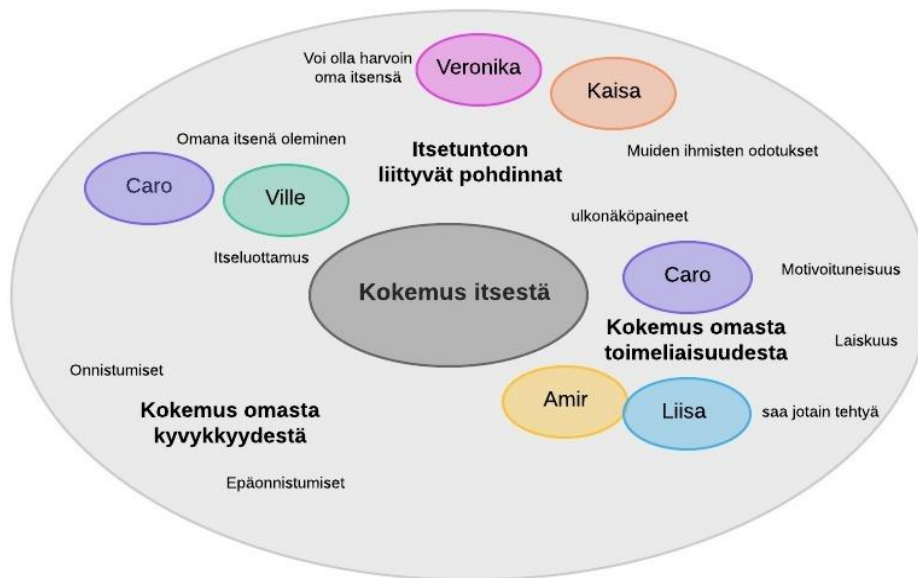 Voi olla harvoin
oma itsensä
Veronika
Kaisa
Omana itsenä oleminen
Itsetuntoon
liittyvät pohdinnat
Muiden ihmisten odotukset
Caro
Ville
ulkonäköpaineet
Itseluottamus
Caro
Motivoituneisuus
Kokemus itsestä
Kokemus omasta
toimeliaisuudesta
Laiskuus
Onnistumiset
Amir
Liisa
saa jotain tehtyä
Kokemus omasta
kyvykkyydestä
Epäonnistumiset